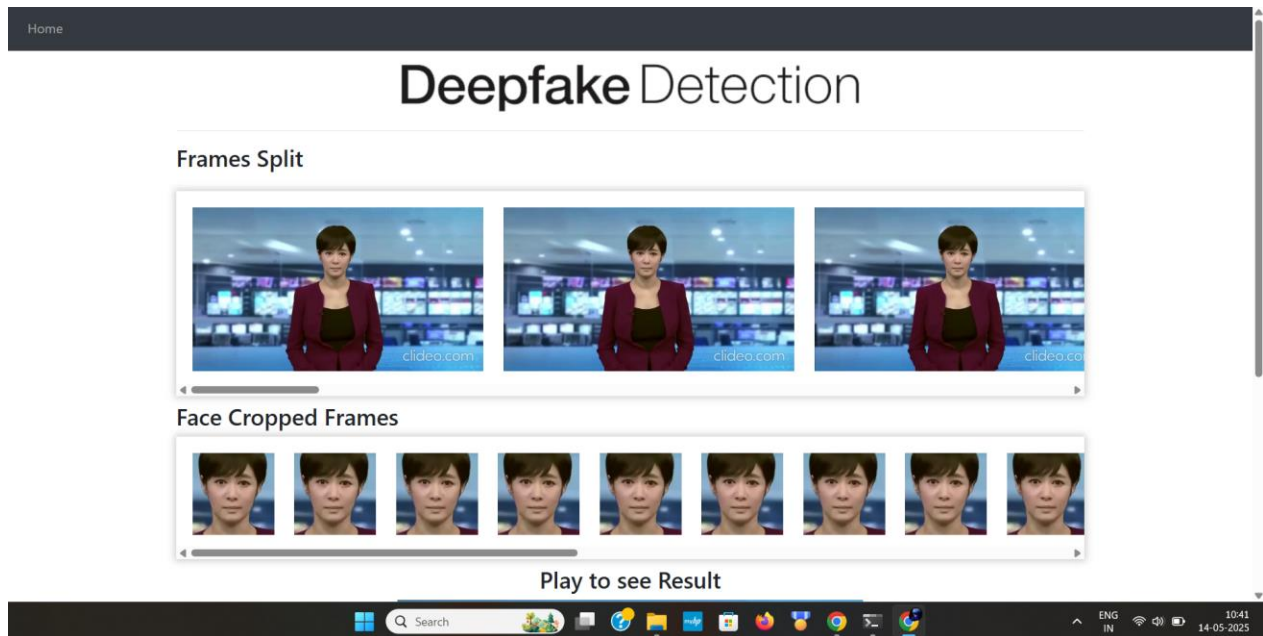 Home
Deepfake Detection
Frames Split
clideo.com
clideo.com
clideo.co
Face Cropped Frames
Play to see Result
Search
ENG
IN
10:41
14-05-2025